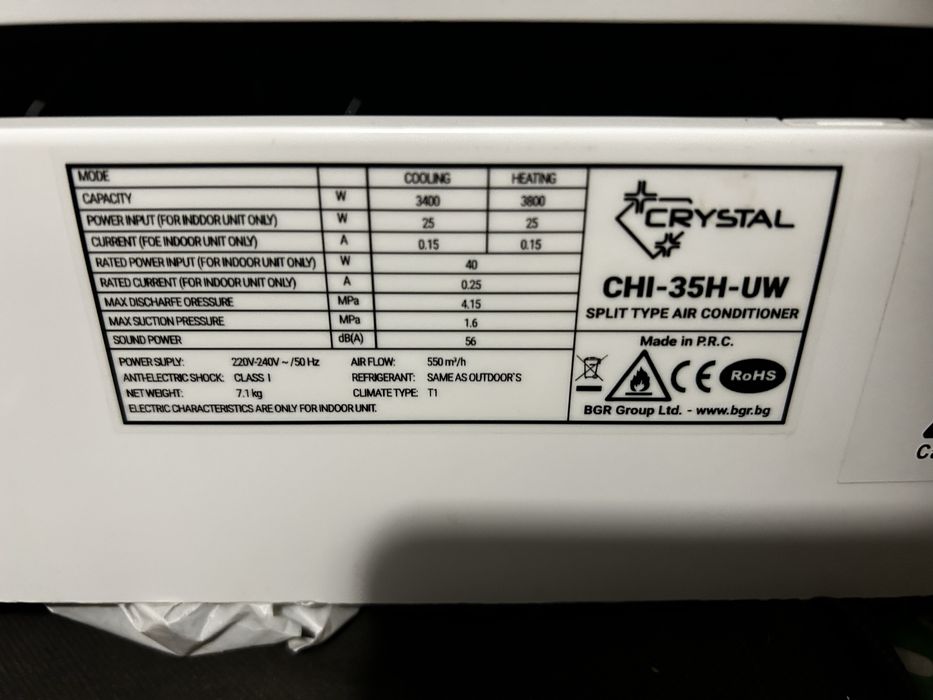 MODE COOLING HEATING
CAPACITY W 3400 3800
POWER INPUT (FOR INDOOR UNIT ONLY) W 25 25
CURRENT (FOE INDOOR UNIT ONLY) A 0.15 0.15
RATED POWER INPUT (FOR INDOOR UNIT ONLY) W 40
RATED CURRENT (FOR INDOOR UNIT ONLY) A 0.25
MAX DISCHARFE ORESSURE MPa 4.15
MAX SUCTION PRESSURE MPa 1.6
SOUND POWER dB(A) 56
POWER SUPLY: 220V-240V ~ /50 Hz AIR FLOW: 550 m³/h
ANTI-ELECTRIC SHOCK: CLASS I REFRIGERANT: SAME AS OUTDOOR'S
NET WEIGHT: 7.1 kg CLIMATE TYPE: T1
ELECTRIC CHARACTERISTICS ARE ONLY FOR INDOOR UNIT.
CRYSTAL
CHI-35H-UW
SPLIT TYPE AIR CONDITIONER
Made in P.R.C.
CE RoHS
BGR Group Ltd. - www.bgr.bg